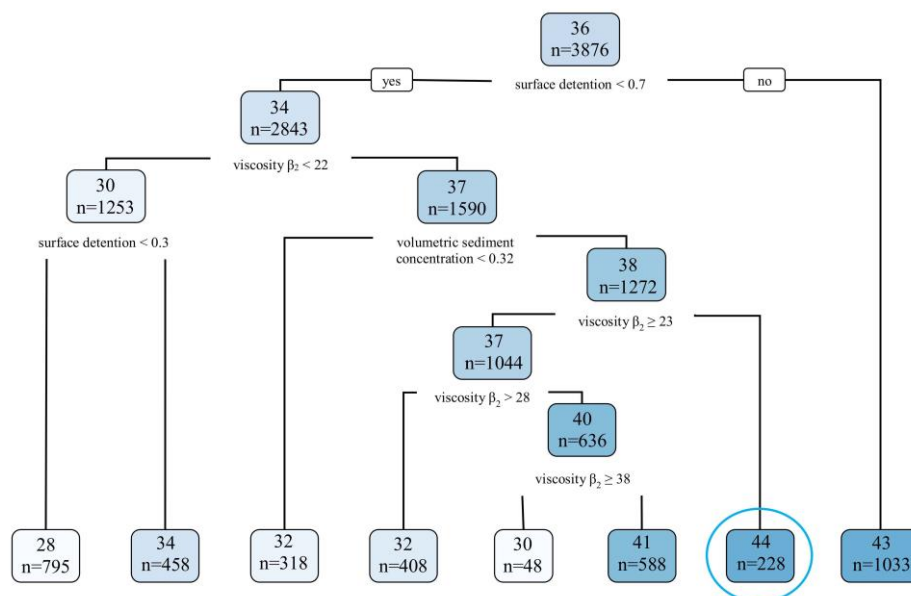 36
n=3876
yes
surface detention < 0.7
no
34
n=2843
viscosity β₂ < 22
30
n=1253
37
n=1590
surface detention < 0.3
volumetric sediment
concentration < 0.32
38
n=1272
viscosity β₂ ≥ 23
37
n=1044
viscosity β₂ > 28
40
n=636
viscosity β₂ ≥ 38
28
n=795
34
n=458
32
n=318
32
n=408
30
n=48
41
n=588
44
n=228
43
n=1033